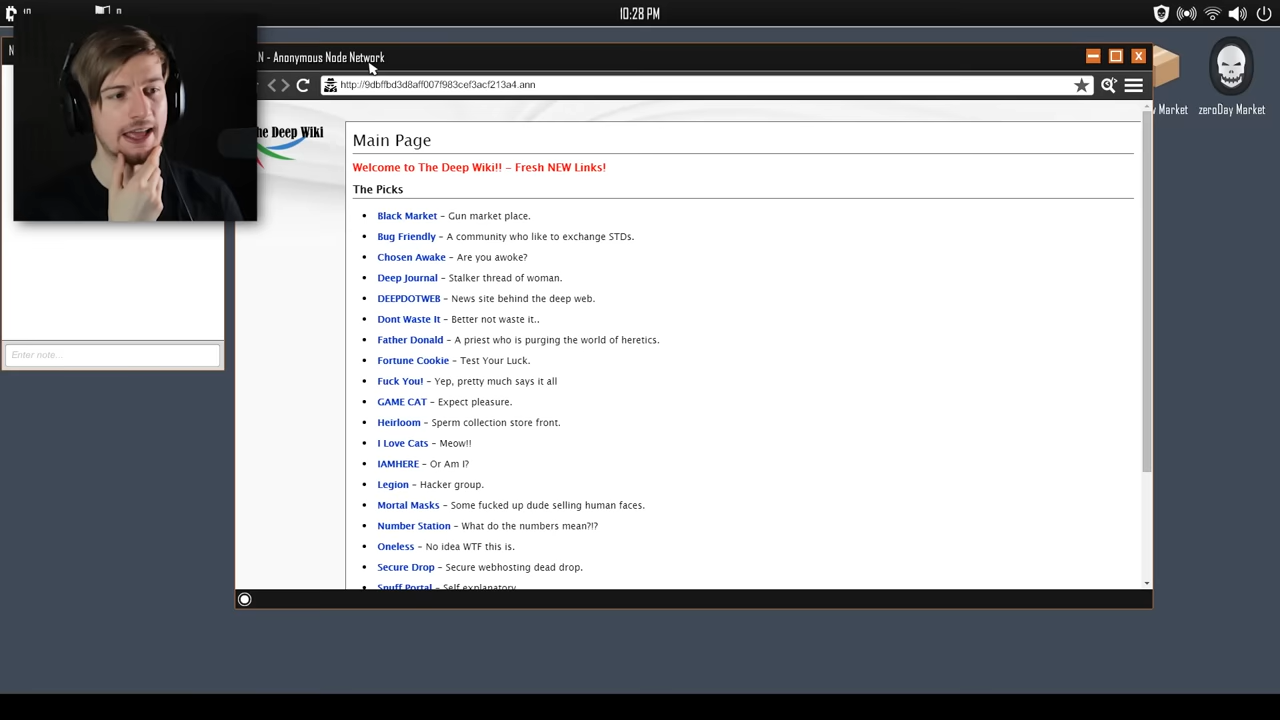 10:28 PM
N
- Anonymous Node Network
http://9dbffbd3d8aff007f983cef3acf213a4.ann
Market
zeroDay Market
The Deep Wiki
Main Page
Welcome to The Deep Wiki!! – Fresh NEW Links!
The Picks
Black Market – Gun market place.
Bug Friendly – A community who like to exchange STDs.
Chosen Awake – Are you awoke?
Deep Journal – Stalker thread of woman.
DEEPDOTWEB – News site behind the deep web.
Dont Waste It – Better not waste it..
Father Donald – A priest who is purging the world of heretics.
Fortune Cookie – Test Your Luck.
Fuck You! – Yep, pretty much says it all
GAME CAT – Expect pleasure.
Heirloom – Sperm collection store front.
I Love Cats – Meow!!
IAMHERE – Or Am I?
Legion – Hacker group.
Mortal Masks – Some fucked up dude selling human faces.
Number Station – What do the numbers mean?!?
Oneless – No idea WTF this is.
Secure Drop – Secure webhosting dead drop.
Snuff Portal – Self explanatory
Enter note...